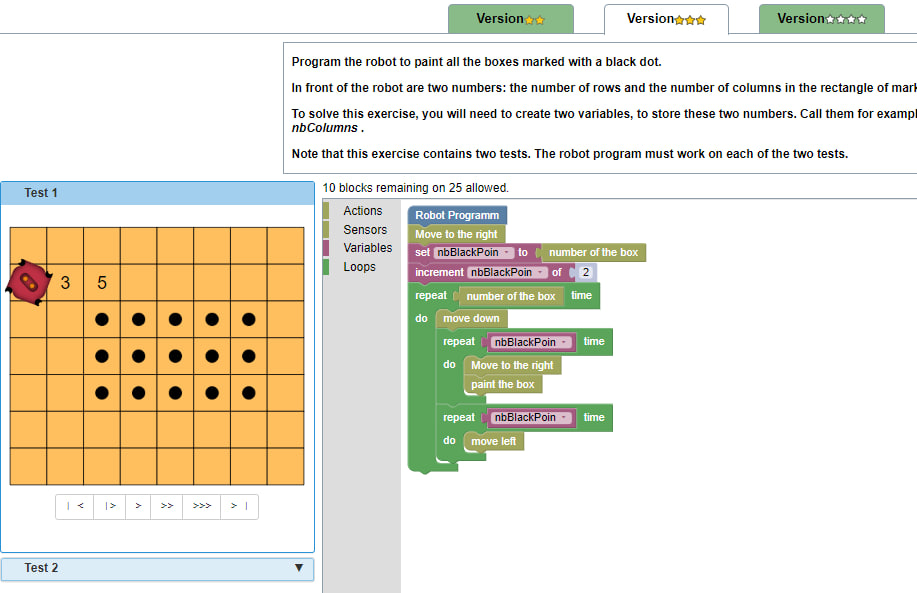 Version
Version
Version
Program the robot to paint all the boxes marked with a black dot.
In front of the robot are two numbers: the number of rows and the number of columns in the rectangle of
To solve this exercise, you will need to create two variables, to store these two numbers. Call them for
nbColumns .
Note that this exercise contains two tests. The robot program must work on each of the two tests.
Test 1
10 blocks remaining on 25 allowed.
Actions
Sensors
Variables
Loops
3 5
Robot Programm
Move to the right
set nbBlackPoin to number of the box
increment nbBlackPoin of 2
repeat number of the box time
do move down
repeat nbBlackPoin time
do Move to the right
paint the box
repeat nbBlackPoin time
do move left
| < |> > >> >>> > |
Test 2